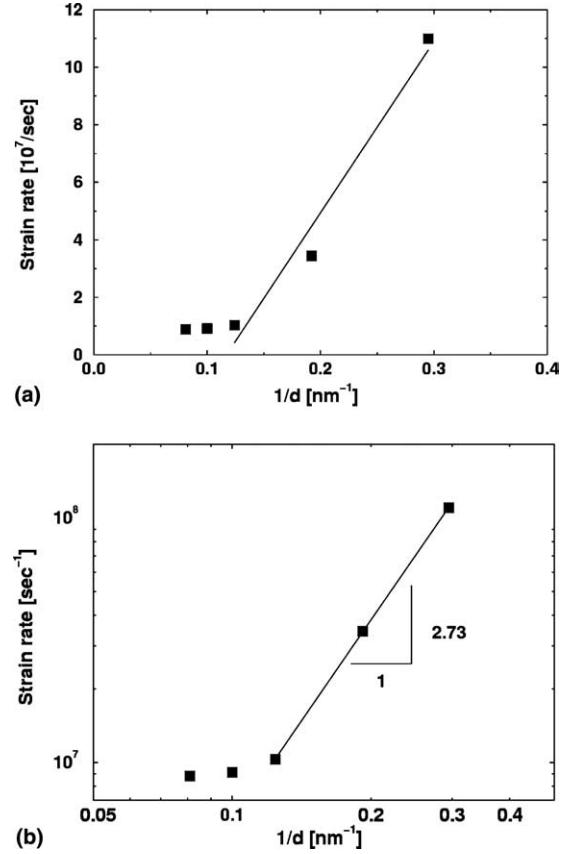 12
10
8
6
4
2
0
0.0 0.1 0.2 0.3 0.4
Strain rate [10⁷/sec]
1/d [nm⁻¹]
(a)
10⁸
10⁷
Strain rate [sec⁻¹]
2.73
1
0.05 0.1 0.2 0.3 0.4
1/d [nm⁻¹]
(b)